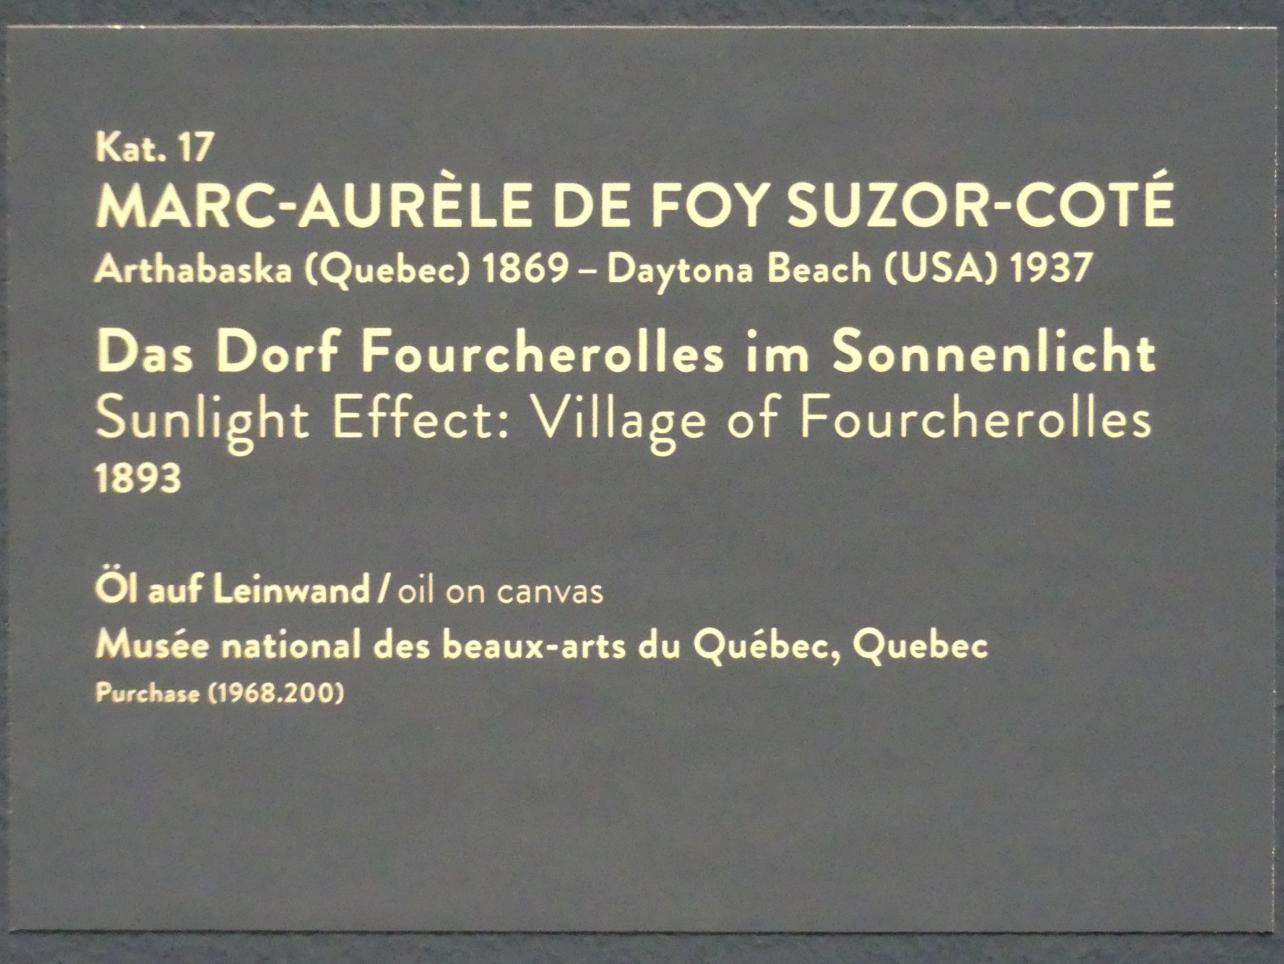 Kat. 17
MARC-AURÈLE DE FOY SUZOR-COTÉ
Arthabaska (Quebec) 1869 – Daytona Beach (USA) 1937
Das Dorf Fourcherolles im Sonnenlicht
Sunlight Effect: Village of Fourcherolles
1893
Öl auf Leinwand / oil on canvas
Musée national des beaux-arts du Québec, Quebec
Purchase (1968.200)